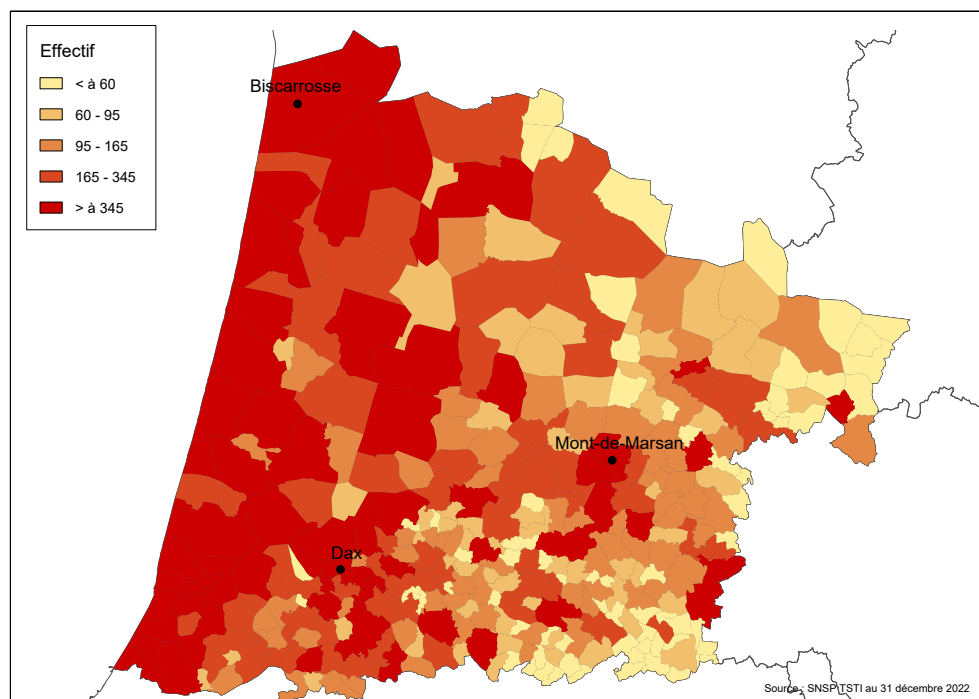 Effectif
< à 60
60 - 95
95 - 165
165 - 345
> à 345
Biscarrosse
Mont-de-Marsan
Dax
Source : SNSP TSTI au 31 décembre 2022